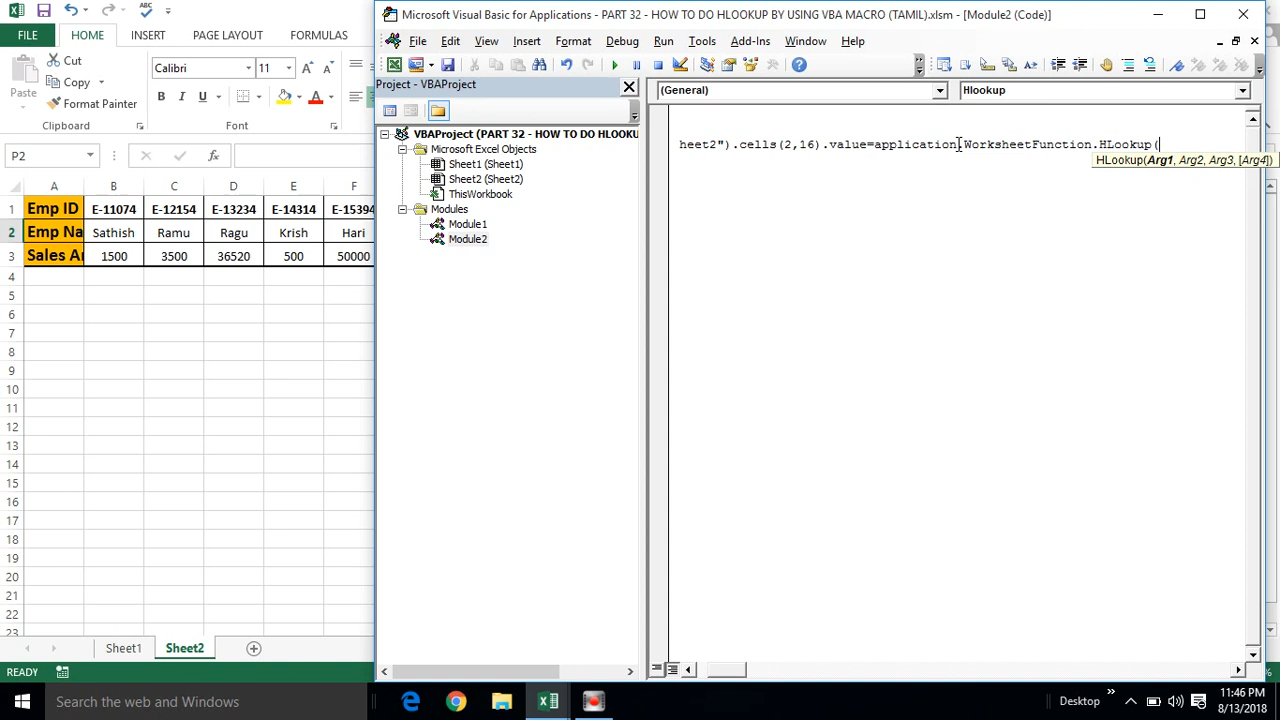 Microsoft Visual Basic for Applications - PART 32 - HOW TO DO HLOOKUP BY USING VBA MACRO (TAMIL).xlsm - [Module2 (Code)]
FILE HOME INSERT PAGE LAYOUT FORMULAS
File Edit View Insert Format Debug Run Tools Add-Ins Window Help
Paste
Cut
Copy
Format Painter
Clipboard
Calibri 11
B I U A
Font
Project - VBAProject
(General)
Hlookup
VBAProject (PART 32 - HOW TO DO HLOOKU
Microsoft Excel Objects
Sheet1 (Sheet1)
Sheet2 (Sheet2)
ThisWorkbook
Modules
Module1
Module2
heet2").cells(2,16).value=application.WorksheetFunction.HLookup(
HLookup(Arg1, Arg2, Arg3, [Arg4])
P2
A B C D E F
1 Emp ID E-11074 E-12154 E-13234 E-14314 E-15394
2 Emp Na Sathish Ramu Ragu Krish Hari
3 Sales A 1500 3500 36520 500 50000
4
5
6
7
8
9
10
11
12
13
14
15
16
17
18
19
20
21
22
23
Sheet1 Sheet2
READY
%
Search the web and Windows
Desktop
11:46 PM
8/13/2018